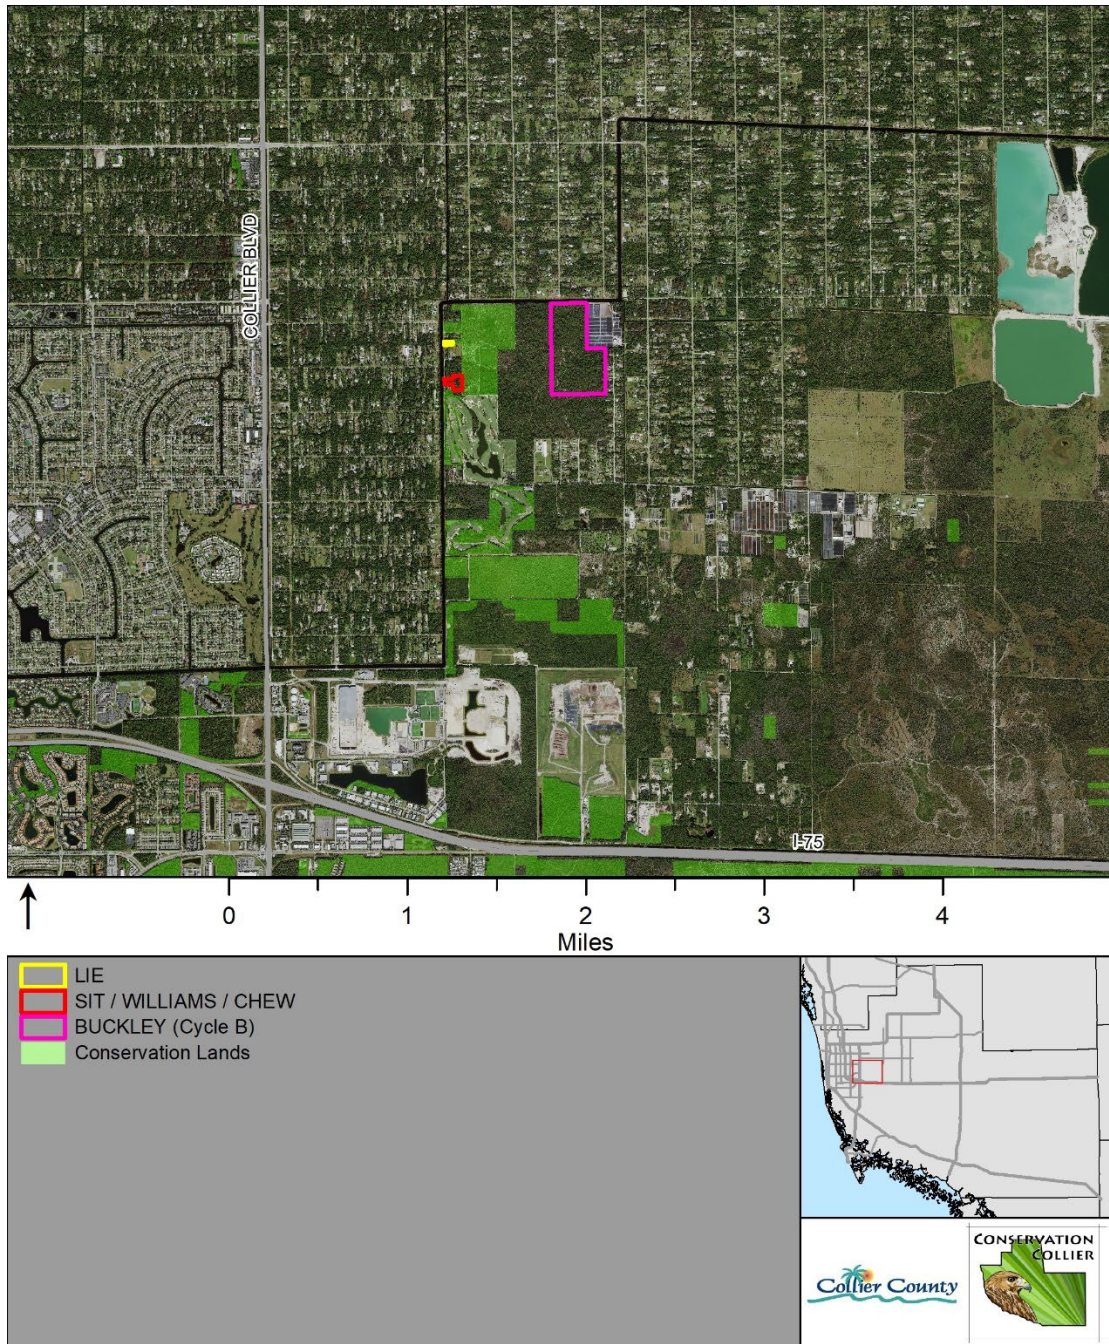 COLLIER BLVD
I-75
0 1 2 3 4
Miles
LIE
SIT / WILLIAMS / CHEW
BUCKLEY (Cycle B)
Conservation Lands
Collier County
CONSERVATION
COLLIER